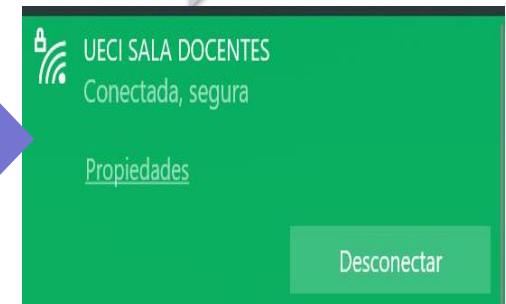 UECI SALA DOCENTES
Conectada, segura
Propiedades
Desconectar